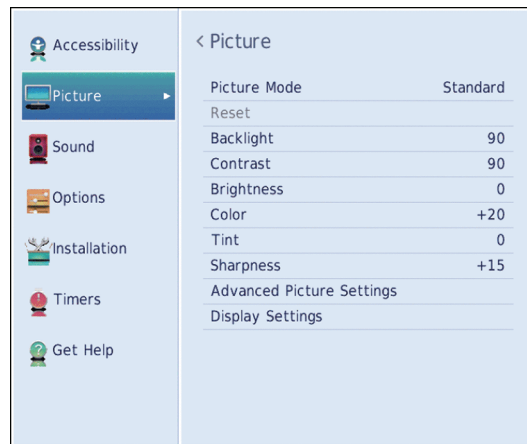 Accessibility
Picture
Sound
Options
Installation
Timers
Get Help
< Picture
Picture Mode Standard
Reset
Backlight 90
Contrast 90
Brightness 0
Color +20
Tint 0
Sharpness +15
Advanced Picture Settings
Display Settings